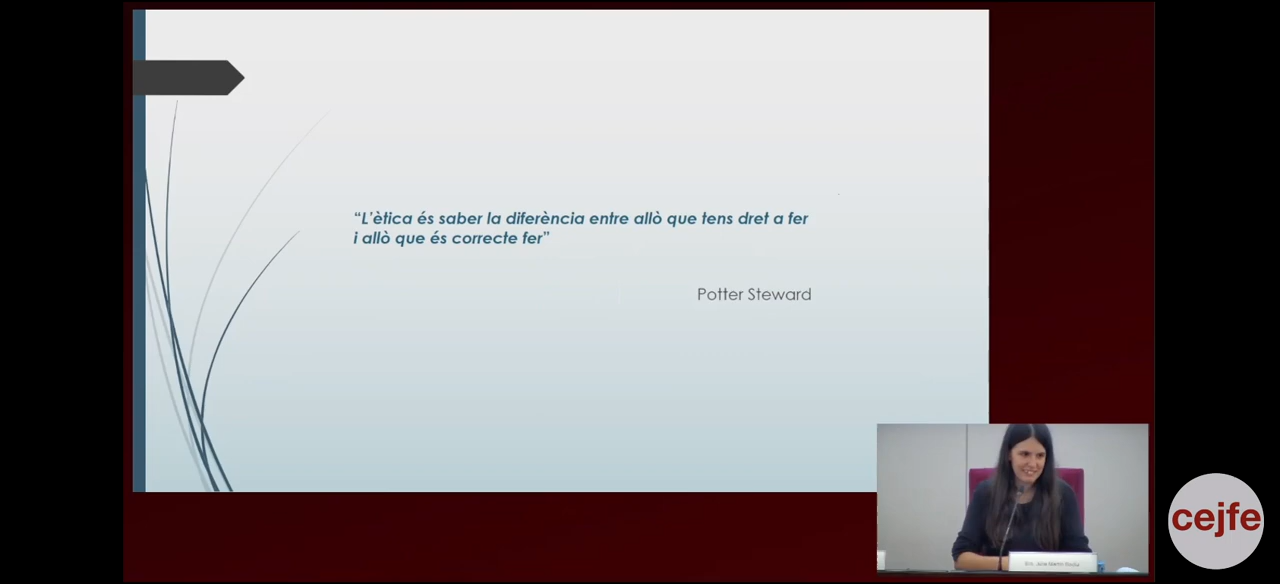 “L'ètica és saber la diferència entre allò que tens dret a fer
i allò que és correcte fer”
Potter Steward
cejfe